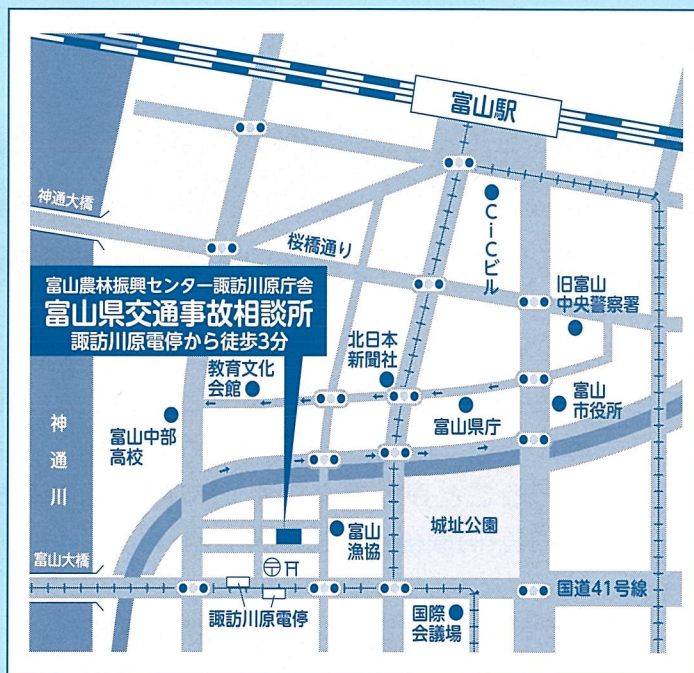 富山駅
神通大橋
桜橋通り
CiCビル
旧富山
中央警察署
富山農林振興センター諏訪川原庁舎
富山県交通事故相談所
諏訪川原電停から徒歩3分
北日本
新聞社
教育文化
会館
富山県庁
富山
市役所
富山中部
高校
神通川
城址公園
富山
漁協
富山大橋
国道41号線
諏訪川原電停
国際
会議場